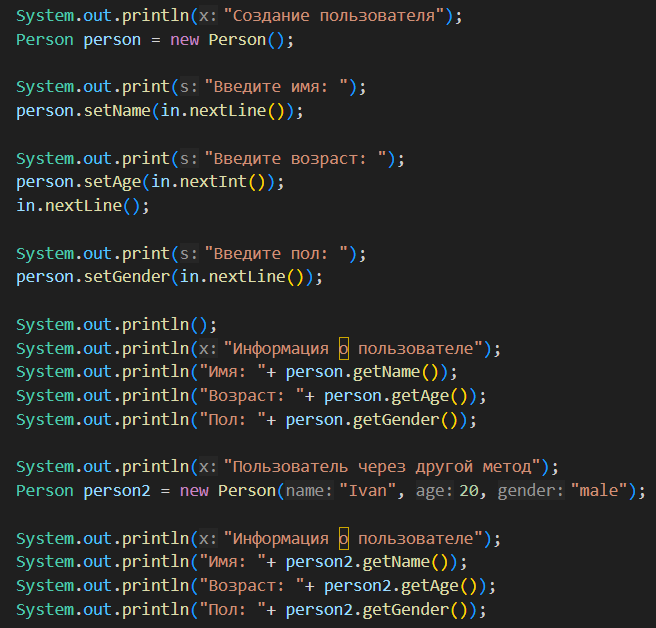 System.out.println(x: "Создание пользователя");
Person person = new Person();
System.out.print(s: "Введите имя: ");
person.setName(in.nextLine());
System.out.print(s: "Введите возраст: ");
person.setAge(in.nextInt());
in.nextLine();
System.out.print(s: "Введите пол: ");
person.setGender(in.nextLine());
System.out.println();
System.out.println(x: "Информация о пользователе");
System.out.println("Имя: "+ person.getName());
System.out.println("Возраст: "+ person.getAge());
System.out.println("Пол: "+ person.getGender());
System.out.println(x: "Пользователь через другой метод");
Person person2 = new Person(name: "Ivan", age: 20, gender: "male");
System.out.println(x: "Информация о пользователе");
System.out.println("Имя: "+ person2.getName());
System.out.println("Возраст: "+ person2.getAge());
System.out.println("Пол: "+ person2.getGender());